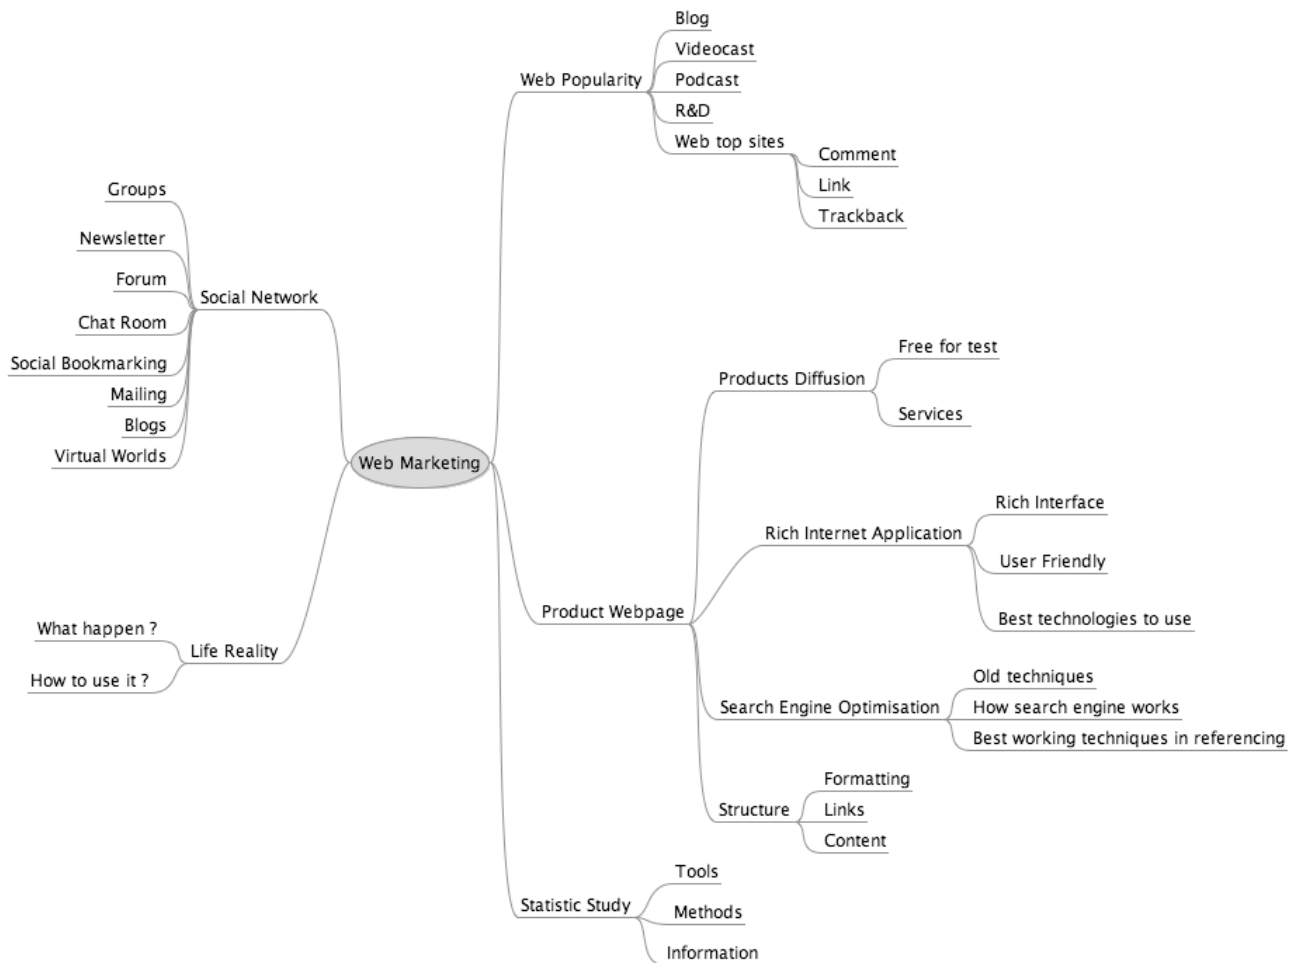 Blog
Videocast
Web Popularity
Podcast
R&D
Web top sites
Comment
Link
Trackback
Groups
Newsletter
Forum
Social Network
Chat Room
Social Bookmarking
Mailing
Blogs
Virtual Worlds
Web Marketing
Free for test
Products Diffusion
Services
Rich Interface
Rich Internet Application
User Friendly
Product Webpage
Best technologies to use
What happen ?
Life Reality
How to use it ?
Old techniques
Search Engine Optimisation
How search engine works
Best working techniques in referencing
Formatting
Structure
Links
Content
Tools
Statistic Study
Methods
Information